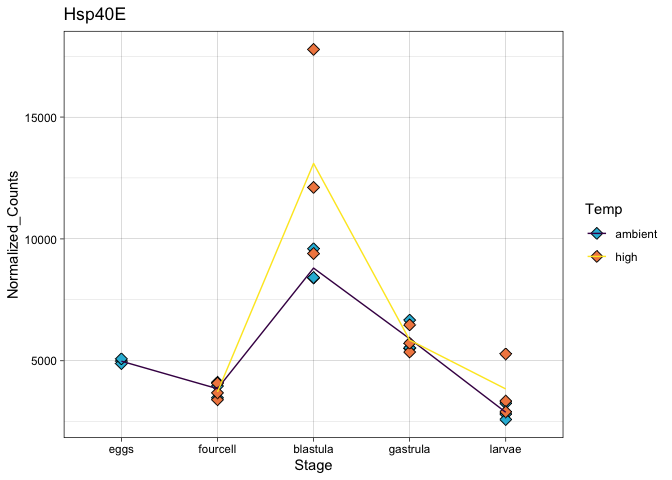 Hsp40E
Normalized_Counts
15000
10000
5000
eggs
fourcell
blastula
gastrula
larvae
Stage
Temp
ambient
high